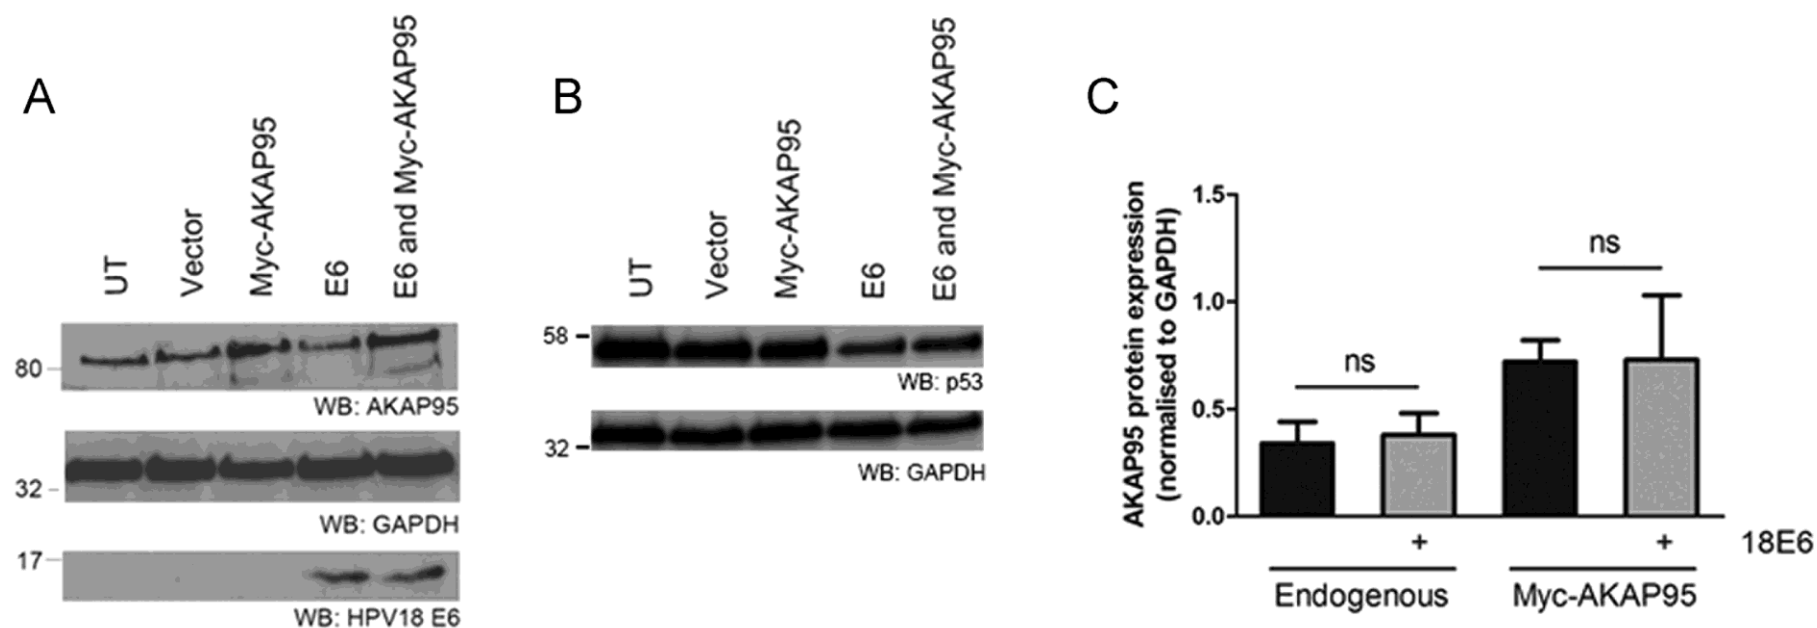 A
UT
Vector
Myc-AKAP95
E6
E6 and Myc-AKAP95
80
WB: AKAP95
32
WB: GAPDH
17
WB: HPV18 E6
B
UT
Vector
Myc-AKAP95
E6
E6 and Myc-AKAP95
58
WB: p53
32
WB: GAPDH
C
AKAP95 protein expression
(normalised to GAPDH)
1.5
1.0
0.5
0.0
ns
ns
+ + 18E6
Endogenous Myc-AKAP95